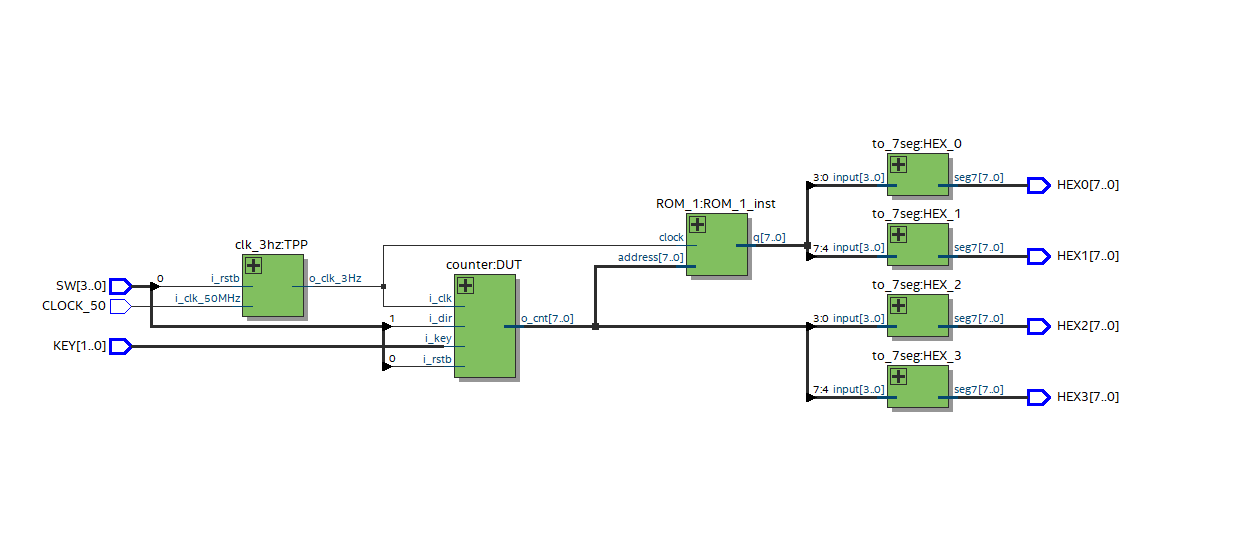 to_7seg:HEX_0
3:0 input[3..0] seg7[7..0] HEX0[7..0]
ROM_1:ROM_1_inst
to_7seg:HEX_1
clock q[7..0]
7:4 input[3..0] seg7[7..0] HEX1[7..0]
address[7..0]
clk_3hz:TPP
counter:DUT
0 i_rstb o_clk_3Hz
SW[3..0]
to_7seg:HEX_2
i_clk_50MHz
CLOCK_50
i_clk
1 i_dir o_cnt[7..0]
3:0 input[3..0] seg7[7..0] HEX2[7..0]
i_key
KEY[1..0]
to_7seg:HEX_3
0 i_rstb
7:4 input[3..0] seg7[7..0] HEX3[7..0]